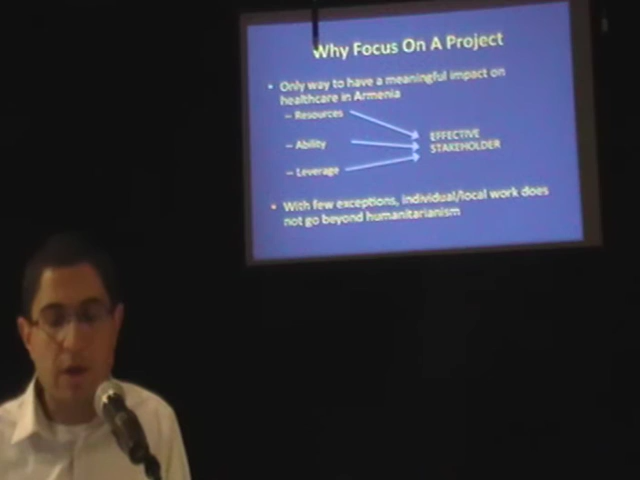 Why Focus On A Project
• Only way to have a meaningful impact on
healthcare in Armenia
– Resources
– Ability
– Leverage
EFFECTIVE
STAKEHOLDER
• With few exceptions, individual/local work does
not go beyond humanitarianism